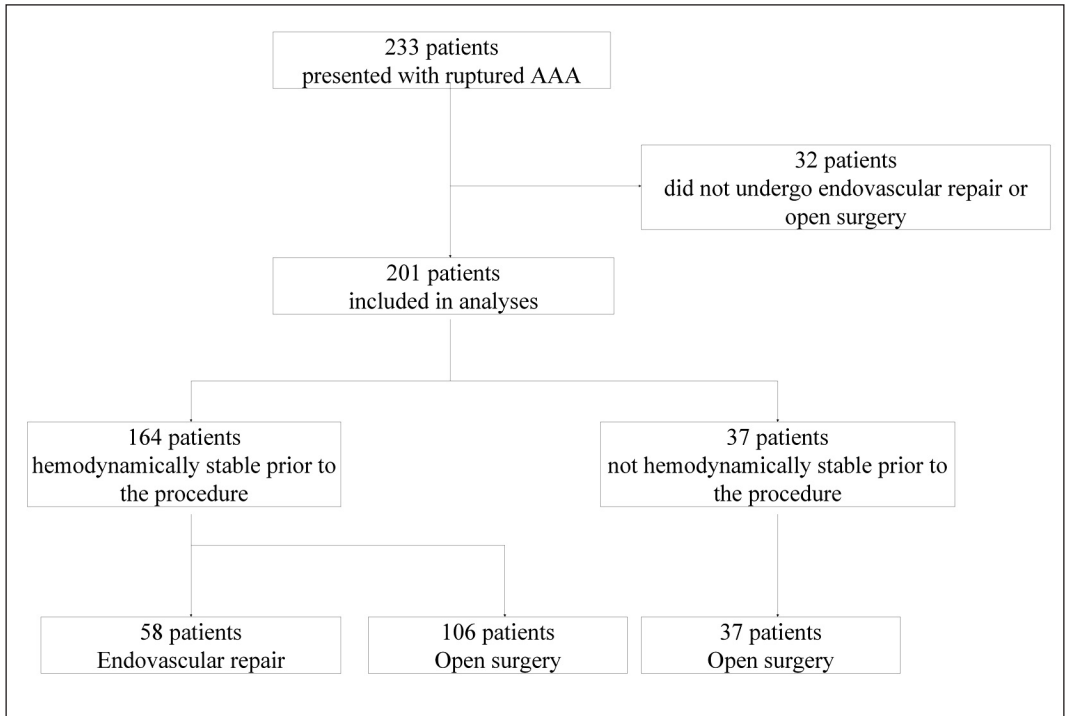 233 patients
presented with ruptured AAA
32 patients
did not undergo endovascular repair or
open surgery
201 patients
included in analyses
164 patients
hemodynamically stable prior to
the procedure
37 patients
not hemodynamically stable prior to
the procedure
58 patients
Endovascular repair
106 patients
Open surgery
37 patients
Open surgery